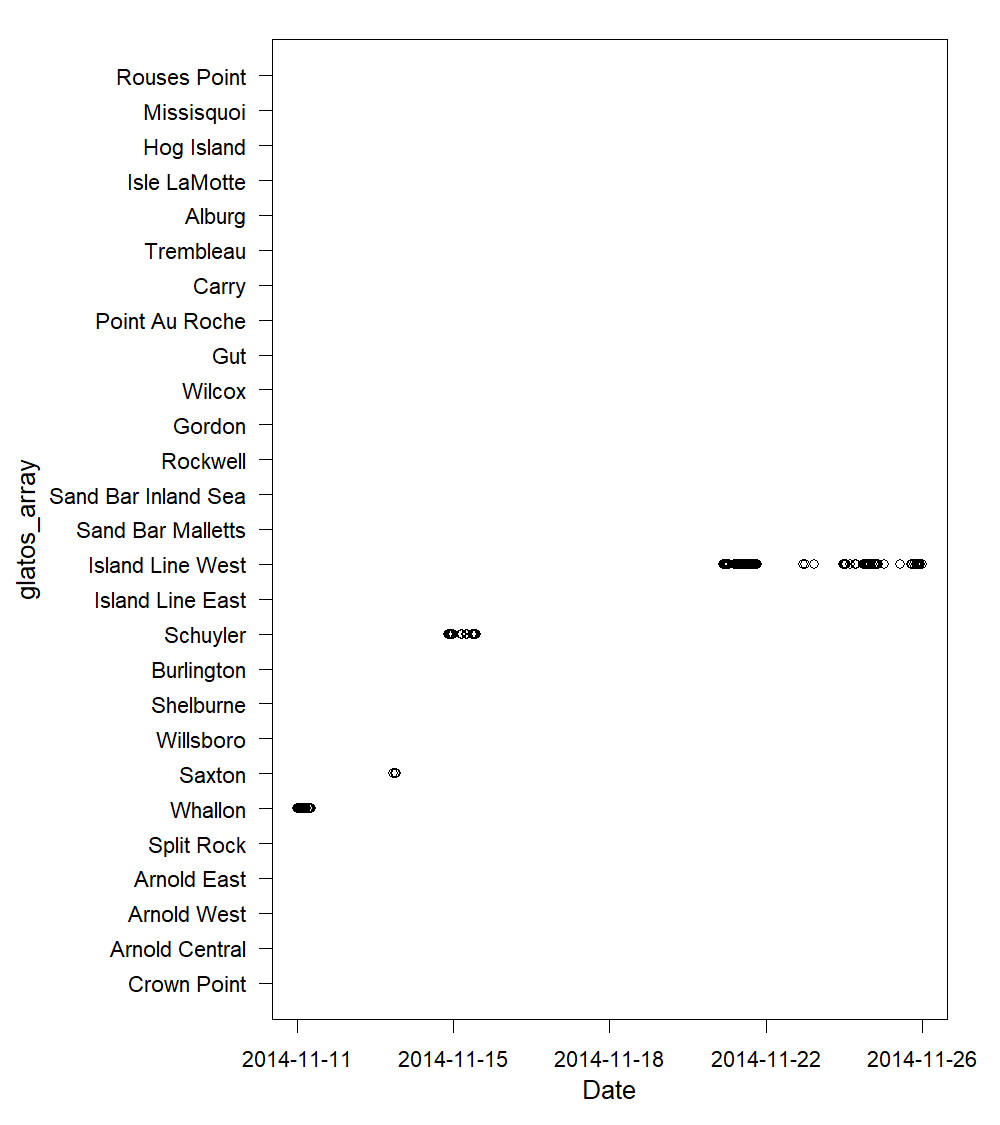 Rouses Point
Missisquoi
Hog Island
Isle LaMotte
Alburg
Trembleau
Carry
Point Au Roche
Gut
Wilcox
Gordon
Rockwell
Sand Bar Inland Sea
Sand Bar Malletts
Island Line West
Island Line East
Schuyler
Burlington
Shelburne
Willsboro
Saxton
Whallon
Split Rock
Arnold East
Arnold West
Arnold Central
Crown Point
glatos_array
2014-11-11 2014-11-15 2014-11-18 2014-11-22 2014-11-26
Date